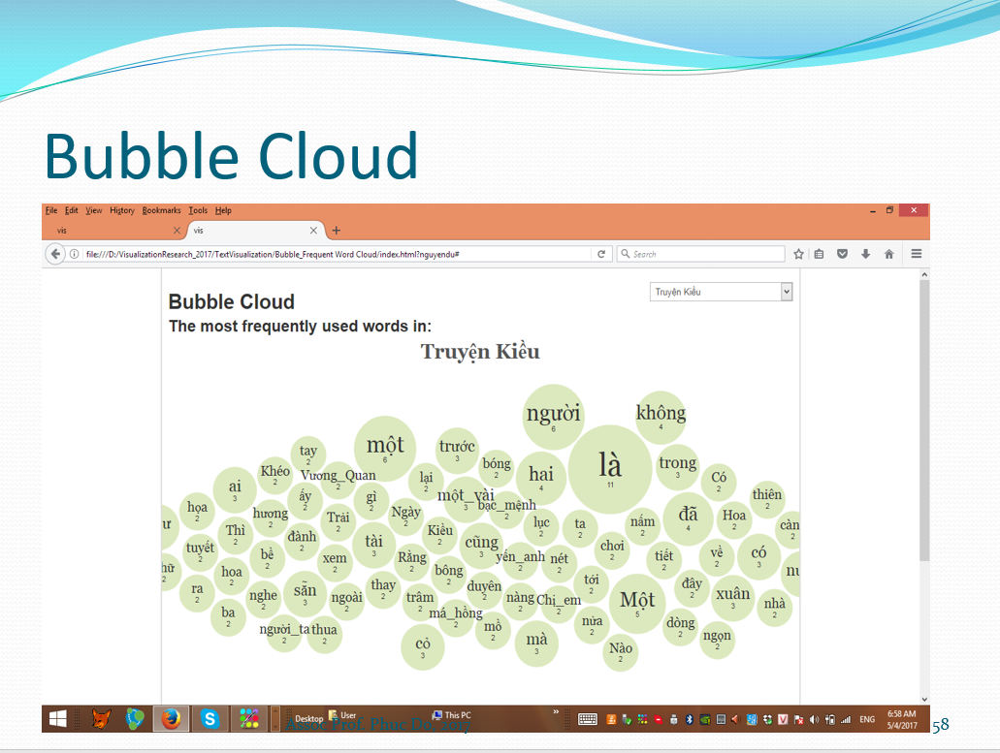 Bubble Cloud
File Edit View History Bookmarks Tools Help
vis
vis
file:///D:/VisualizationResearch_2017/TextVisualization/Bubble_Frequent Word Cloud/index.html?nguyendu#
Search
Bubble Cloud
Truyện Kiều
The most frequently used words in:
Truyện Kiều
người 6
không 4
một 6
trước 3
tay 2
là 11
trong 3
bóng 2
Khéo 2
Vương_Quan 2
lại 2
hai 4
Có 2
ai 3
một_vài 3
thiên 2
ấy 2
gì 2
bạc_mệnh 2
họa 2
hương 2
Trải 2
Ngày 2
đã 4
Hoa 2
nấm 2
ta 2
lục 2
Thì 2
đành 2
Kiều 2
tài 3
cũng 3
chơi 2
tuyết 2
bề 2
xem 2
Rằng 2
yến_anh 2
nét 2
tiết 2
về 2
có 3
hoa 2
bông 2
ra 2
nghe 2
sẵn 3
ngoài 2
thay 2
trâm 2
duyên 2
nàng 2
Chị_em 2
tới 2
Một 5
đây 2
xuân 3
nhà 2
ba 2
má_hồng 2
mồ 2
nửa 2
dòng 2
người_ta 2
thua 2
cỏ 3
mà 3
Nào 2
ngọn 2
Desktop User This PC
ENG
6:58 AM
5/4/2017
Assoc Prof. Phuc Do, 2017
58